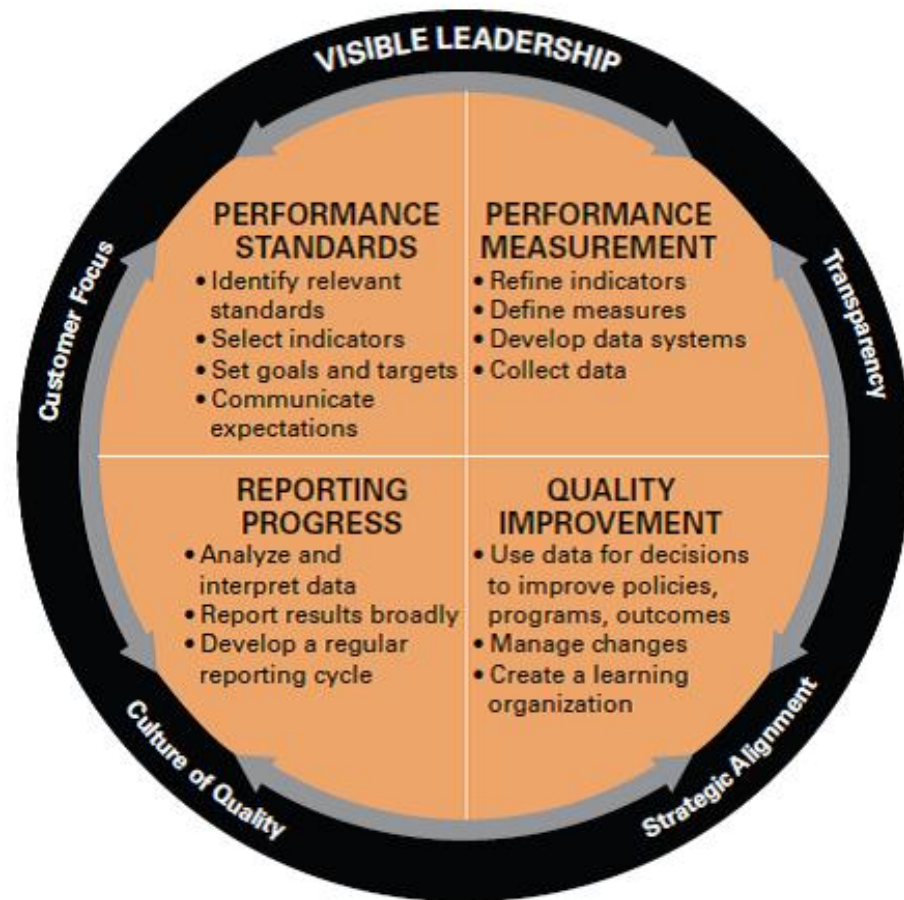 VISIBLE LEADERSHIP
Customer Focus
Transparency
PERFORMANCE
STANDARDS
• Identify relevant
standards
• Select indicators
• Set goals and targets
• Communicate
expectations
PERFORMANCE
MEASUREMENT
• Refine indicators
• Define measures
• Develop data systems
• Collect data
REPORTING
PROGRESS
• Analyze and
interpret data
• Report results broadly
• Develop a regular
reporting cycle
QUALITY
IMPROVEMENT
• Use data for decisions
to improve policies,
programs, outcomes
• Manage changes
• Create a learning
organization
Culture of Quality
Strategic Alignment